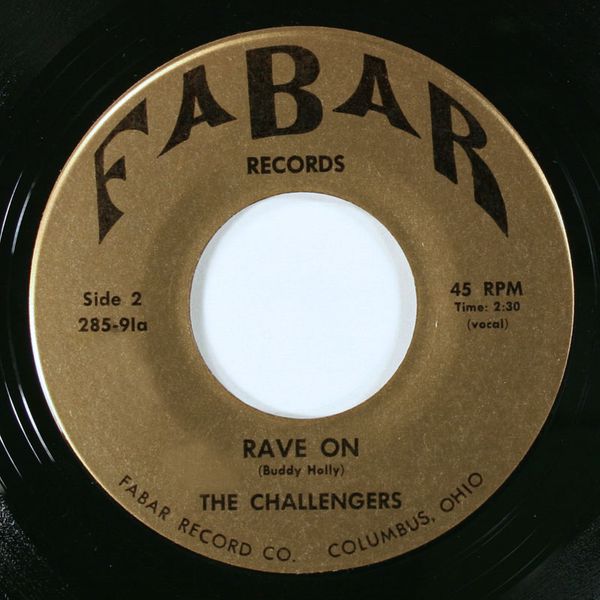 FABAR
RECORDS
Side 2
285-91a
45 RPM
Time: 2:30
(vocal)
RAVE ON
(Buddy Holly)
THE CHALLENGERS
FABAR RECORD CO. COLUMBUS, OHIO